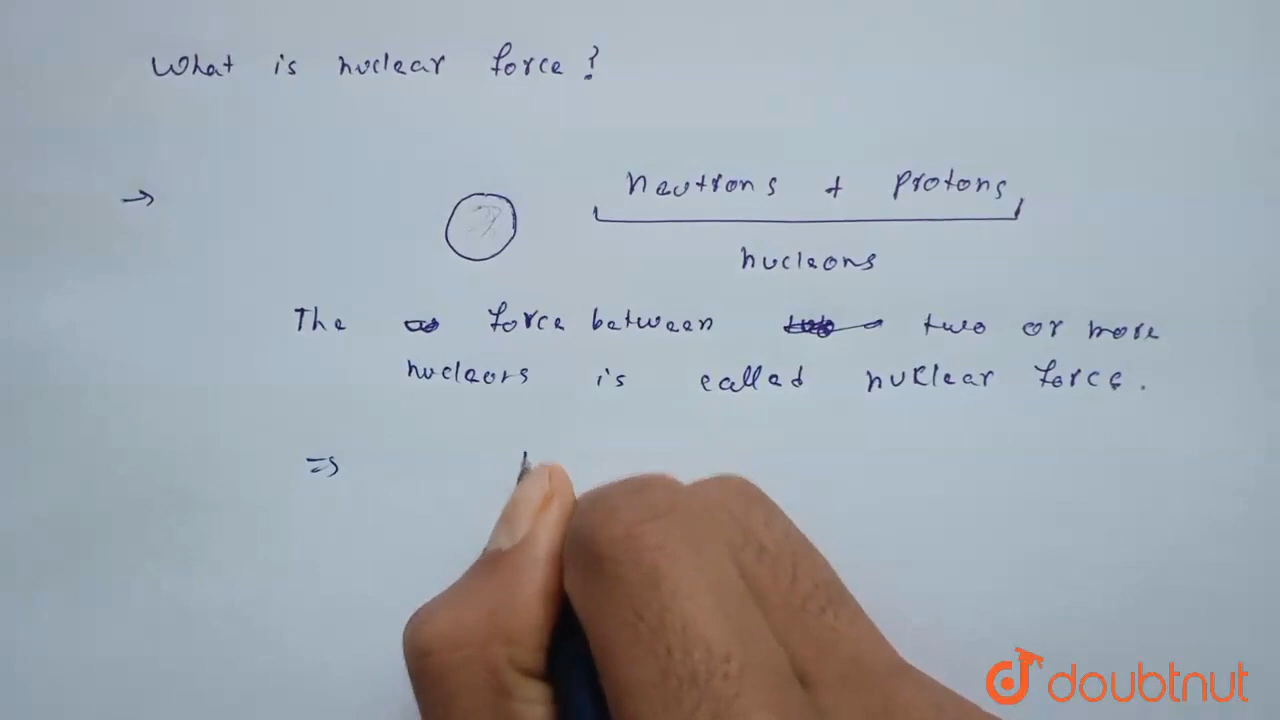 What is nuclear force?
→
neutrons + protons
nucleons
The force between two or more
nucleons is called nuclear force.
⇒
doubtnut